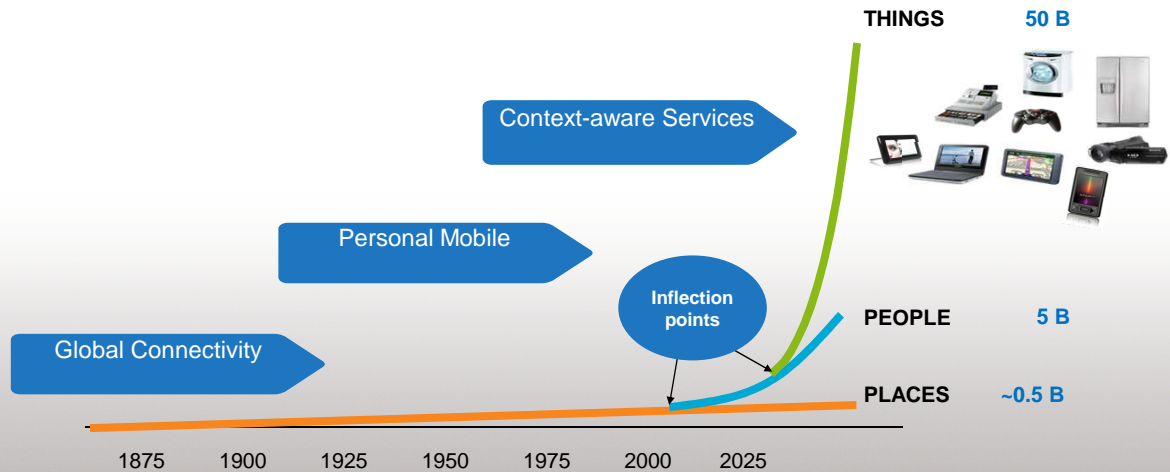 THINGS 50 B
Context-aware Services
Personal Mobile
Inflection
points
PEOPLE 5 B
Global Connectivity
PLACES ~0.5 B
1875 1900 1925 1950 1975 2000 2025